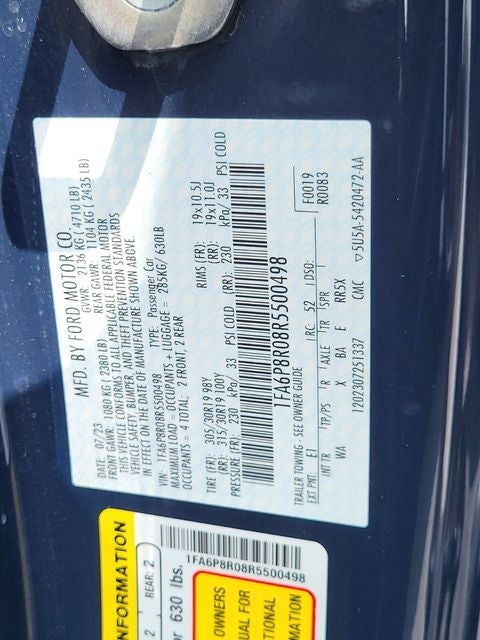 MFD. BY FORD MOTOR CO.
DATE: 07/23 GVWR: 2136 KG ( 4710 LB)
FRONT GAWR: 1080 KG ( 2380 LB) REAR GAWR: 1104 KG ( 2435 LB)
THIS VEHICLE CONFORMS TO ALL APPLICABLE FEDERAL MOTOR
VEHICLE SAFETY, BUMPER, AND THEFT PREVENTION STANDARDS
IN EFFECT ON THE DATE OF MANUFACTURE SHOWN ABOVE.
VIN: 1FA6P8R08R5500498 TYPE: Passenger Car
MAXIMUM LOAD = OCCUPANTS + LUGGAGE = 285KG/ 630LB
OCCUPANTS = 4 TOTAL: 2 FRONT, 2 REAR
TIRE (FR): 305/30R19 98Y RIMS (FR): 19x10.5J
(RR): 315/30R19 100Y (RR): 19x11.0J
PRESSURE (FR): 230 kPa/ 33 PSI COLD (RR): 230 kPa/ 33 PSI COLD
1FA6P8R08R5500498
TRAILER TOWING - SEE OWNER GUIDE F0019
EXT PNT: E1 RC: 52 DSO: R0083
INT TR TP/PS R AXLE TR SPR
WA X BA E RR5X
1202307251337 CMC ▽5U5A-5420472-AA
INFORMATION
2 REAR: 2
or 630 lbs.
1FA6P8R08R5500498
OWNERS
UAL FOR
TIONAL
MATION